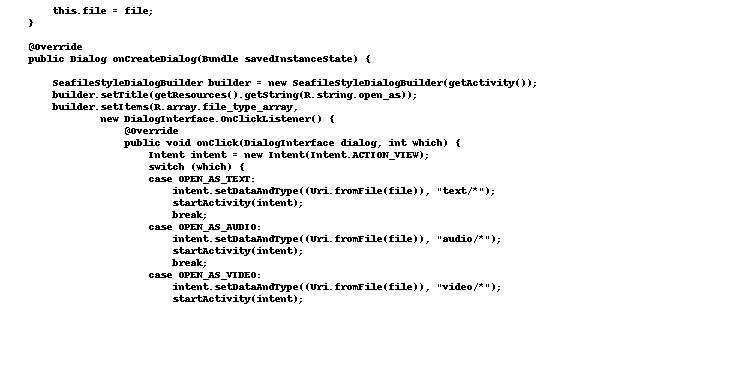 this.file = file;
}
@Override
public Dialog onCreateDialog(Bundle savedInstanceState) {
SeafileStyleDialogBuilder builder = new SeafileStyleDialogBuilder(getActivity());
builder.setTitle(getResources().getString(R.string.open_as));
builder.setItems(R.array.file_type_array,
new DialogInterface.OnClickListener() {
@Override
public void onClick(DialogInterface dialog, int which) {
Intent intent = new Intent(Intent.ACTION_VIEW);
switch (which) {
case OPEN_AS_TEXT:
intent.setDataAndType((Uri.fromFile(file)), "text/*");
startActivity(intent);
break;
case OPEN_AS_AUDIO:
intent.setDataAndType((Uri.fromFile(file)), "audio/*");
startActivity(intent);
break;
case OPEN_AS_VIDEO:
intent.setDataAndType((Uri.fromFile(file)), "video/*");
startActivity(intent);